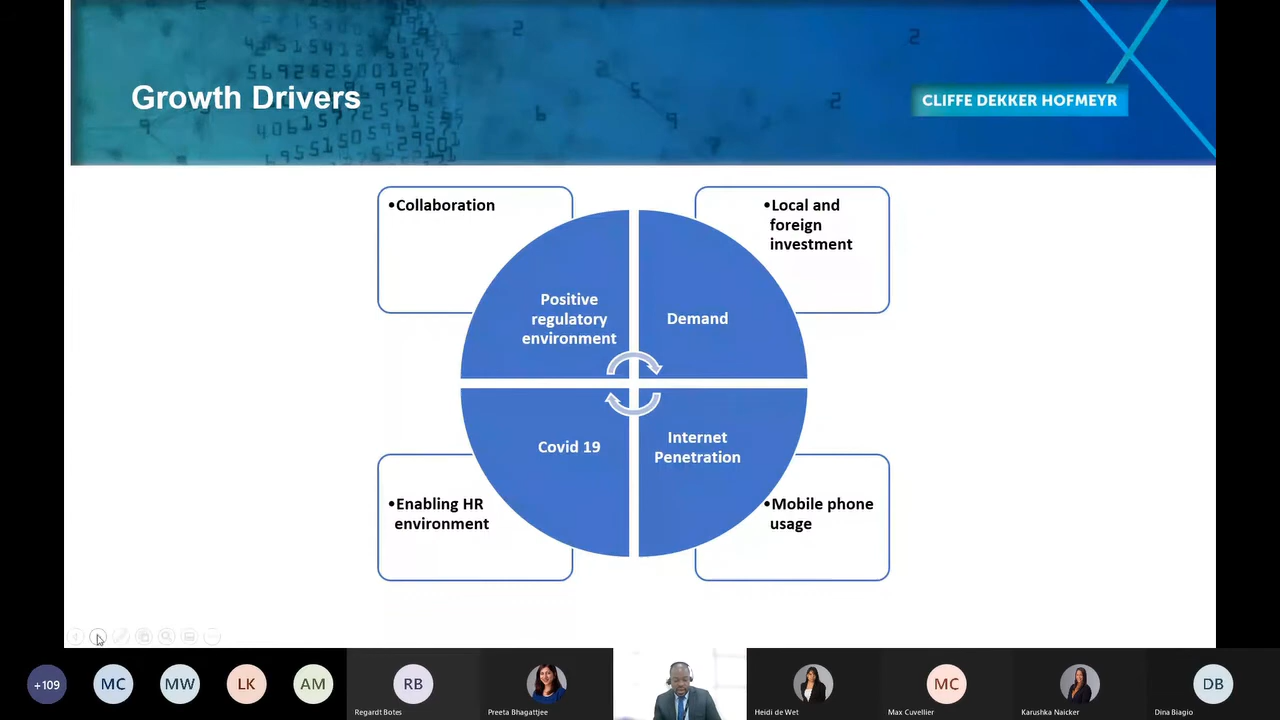 Growth Drivers
CLIFFE DEKKER HOFMEYR
•Collaboration
•Local and
foreign
investment
Positive
regulatory
environment
Demand
Covid 19
Internet
Penetration
•Enabling HR
environment
•Mobile phone
usage
+109
MC
MW
LK
AM
RB
Regardt Botes
Preeta Bhagattjee
Heidi de Wet
MC
Max Cuvellier
Karushka Naicker
DB
Dina Biagio